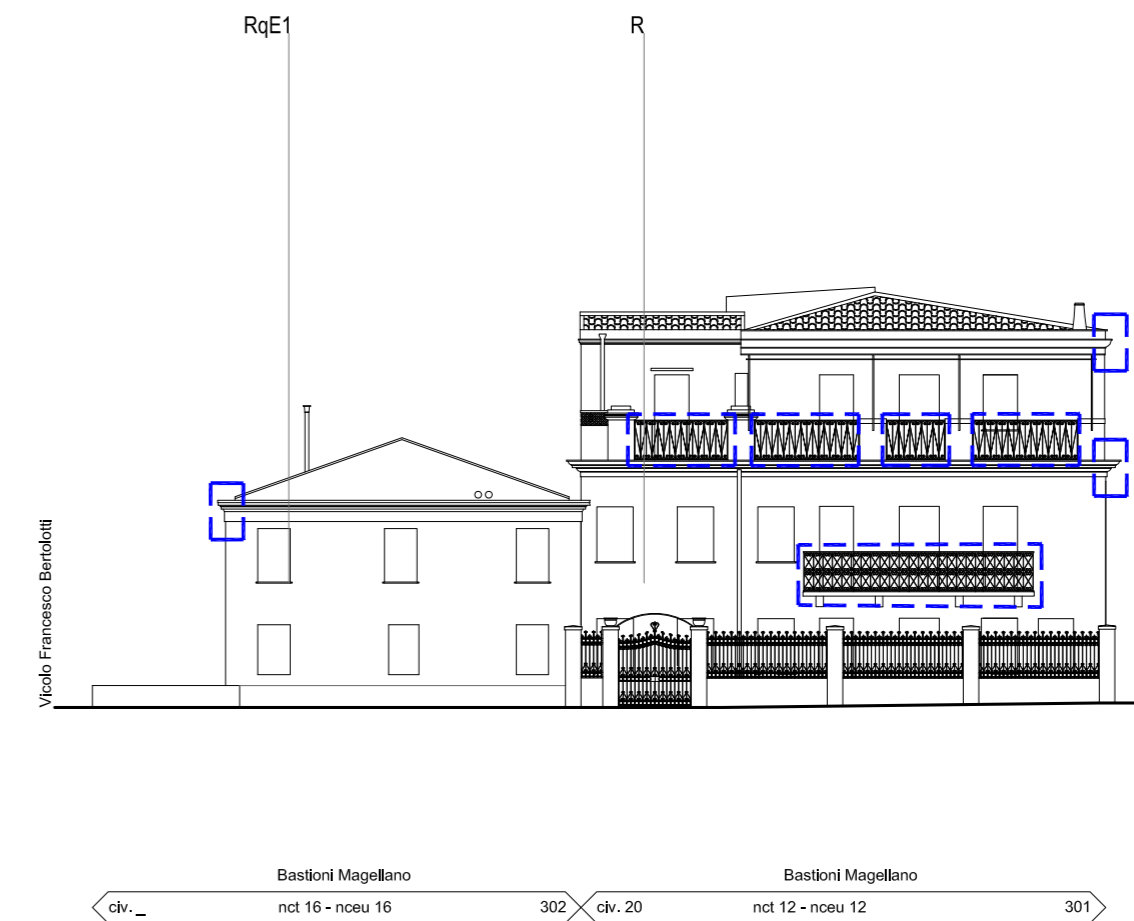 RqE1
R
Vicolo Francesco Bertolotti
Bastioni Magellano
Bastioni Magellano
civ. _ nct 16 - nceu 16 302
civ. 20 nct 12 - nceu 12 301